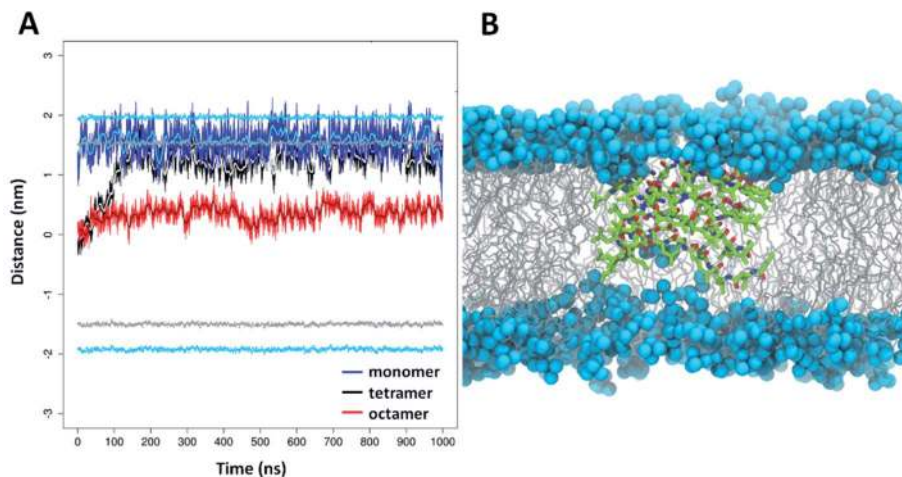 A
B
3
2
1
0
-1
-2
-3
Distance (nm)
monomer
tetramer
octamer
0 100 200 300 400 500 600 700 800 900 1000
Time (ns)